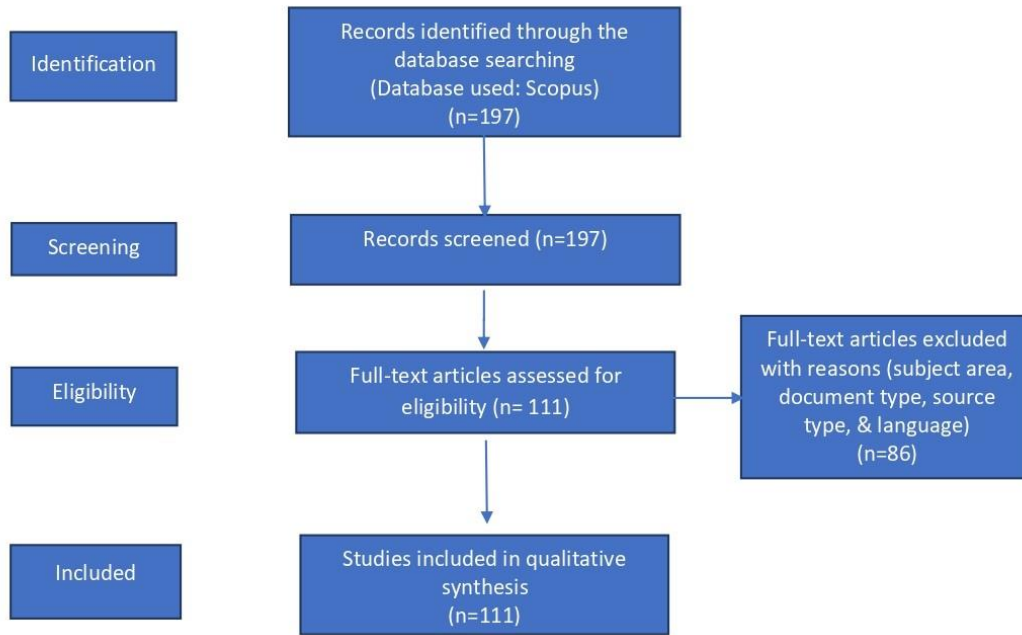 Identification
Records identified through the
database searching
(Database used: Scopus)
(n=197)
Screening
Records screened (n=197)
Eligibility
Full-text articles assessed for
eligibility (n= 111)
Full-text articles excluded
with reasons (subject area,
document type, source
type, & language)
(n=86)
Included
Studies included in qualitative
synthesis
(n=111)